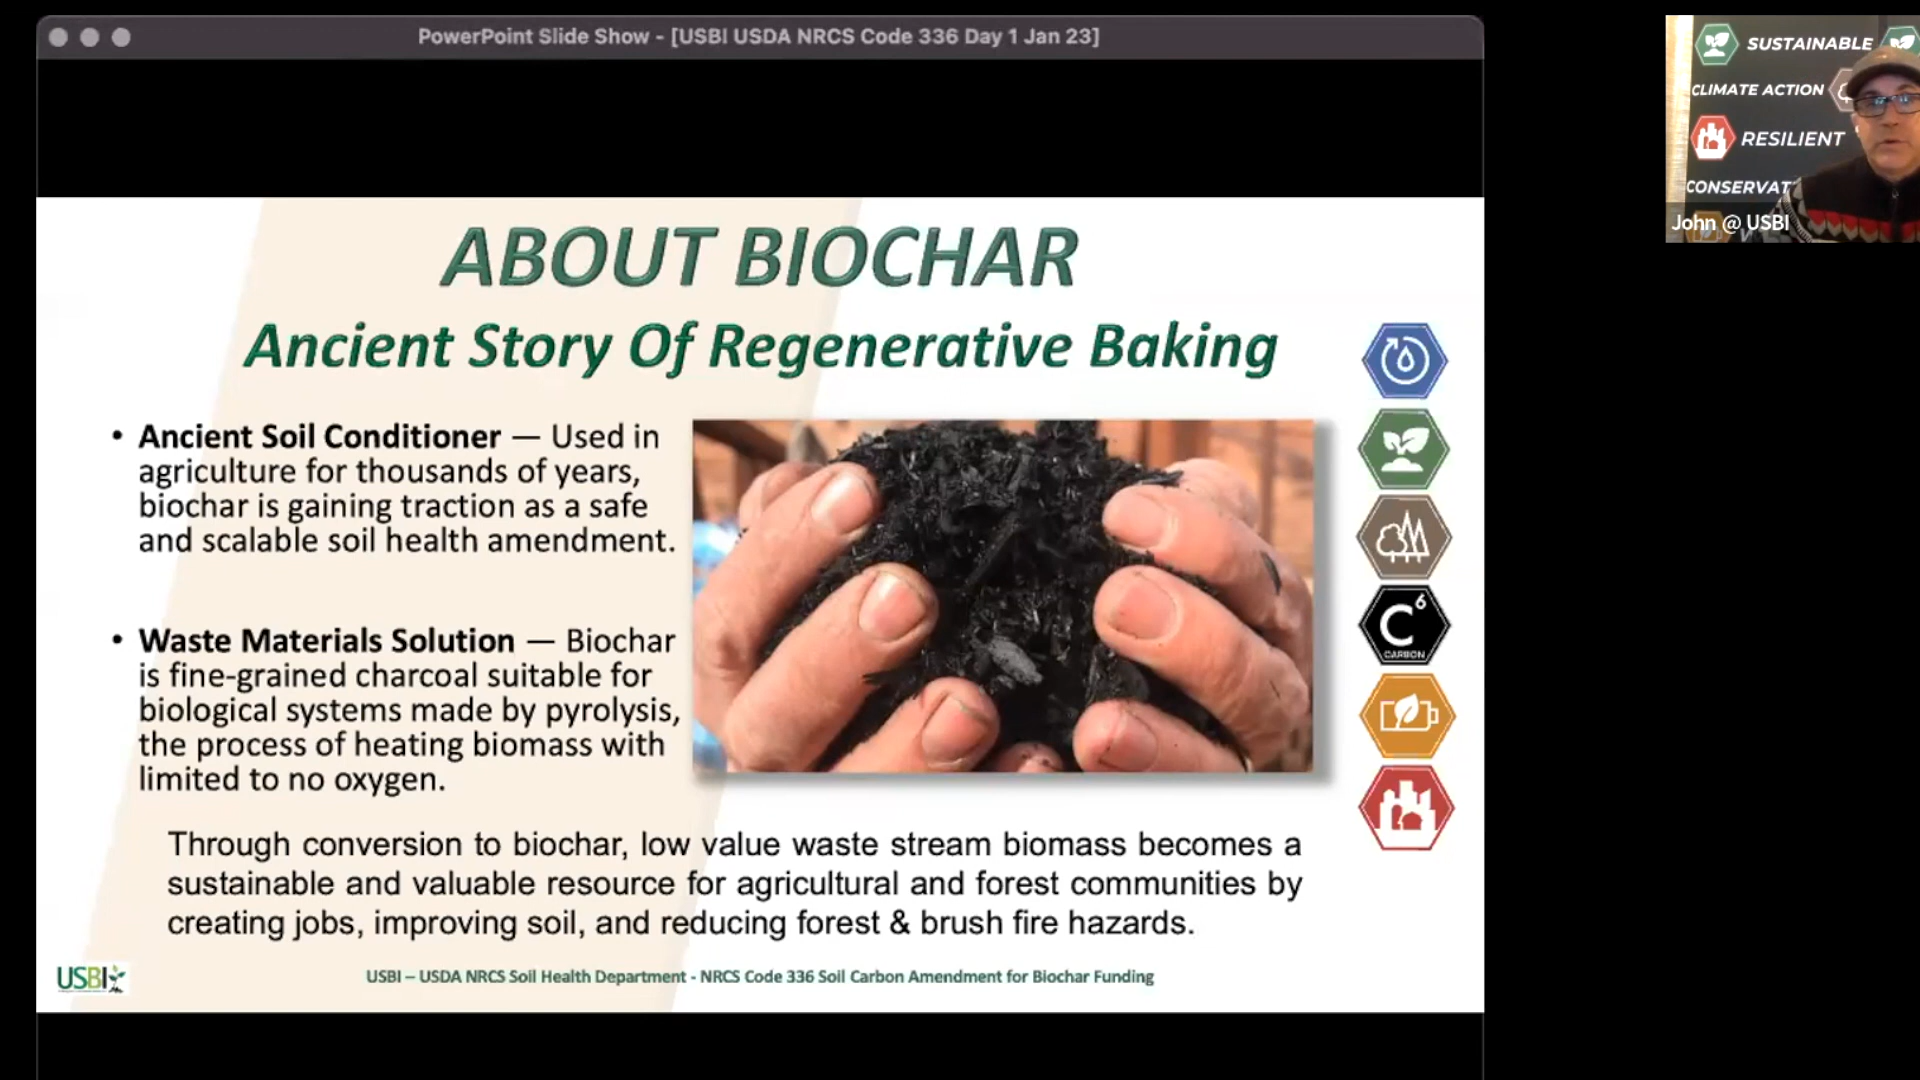 PowerPoint Slide Show - [USBI USDA NRCS Code 336 Day 1 Jan 23]
SUSTAINABLE
CLIMATE ACTION
RESILIENT
CONSERVAT
John @ USBI
ABOUT BIOCHAR
Ancient Story Of Regenerative Baking
• Ancient Soil Conditioner — Used in
agriculture for thousands of years,
biochar is gaining traction as a safe
and scalable soil health amendment.
• Waste Materials Solution — Biochar
is fine-grained charcoal suitable for
biological systems made by pyrolysis,
the process of heating biomass with
limited to no oxygen.
C 6
CARBON
Through conversion to biochar, low value waste stream biomass becomes a
sustainable and valuable resource for agricultural and forest communities by
creating jobs, improving soil, and reducing forest & brush fire hazards.
USBI
USBI – USDA NRCS Soil Health Department - NRCS Code 336 Soil Carbon Amendment for Biochar Funding